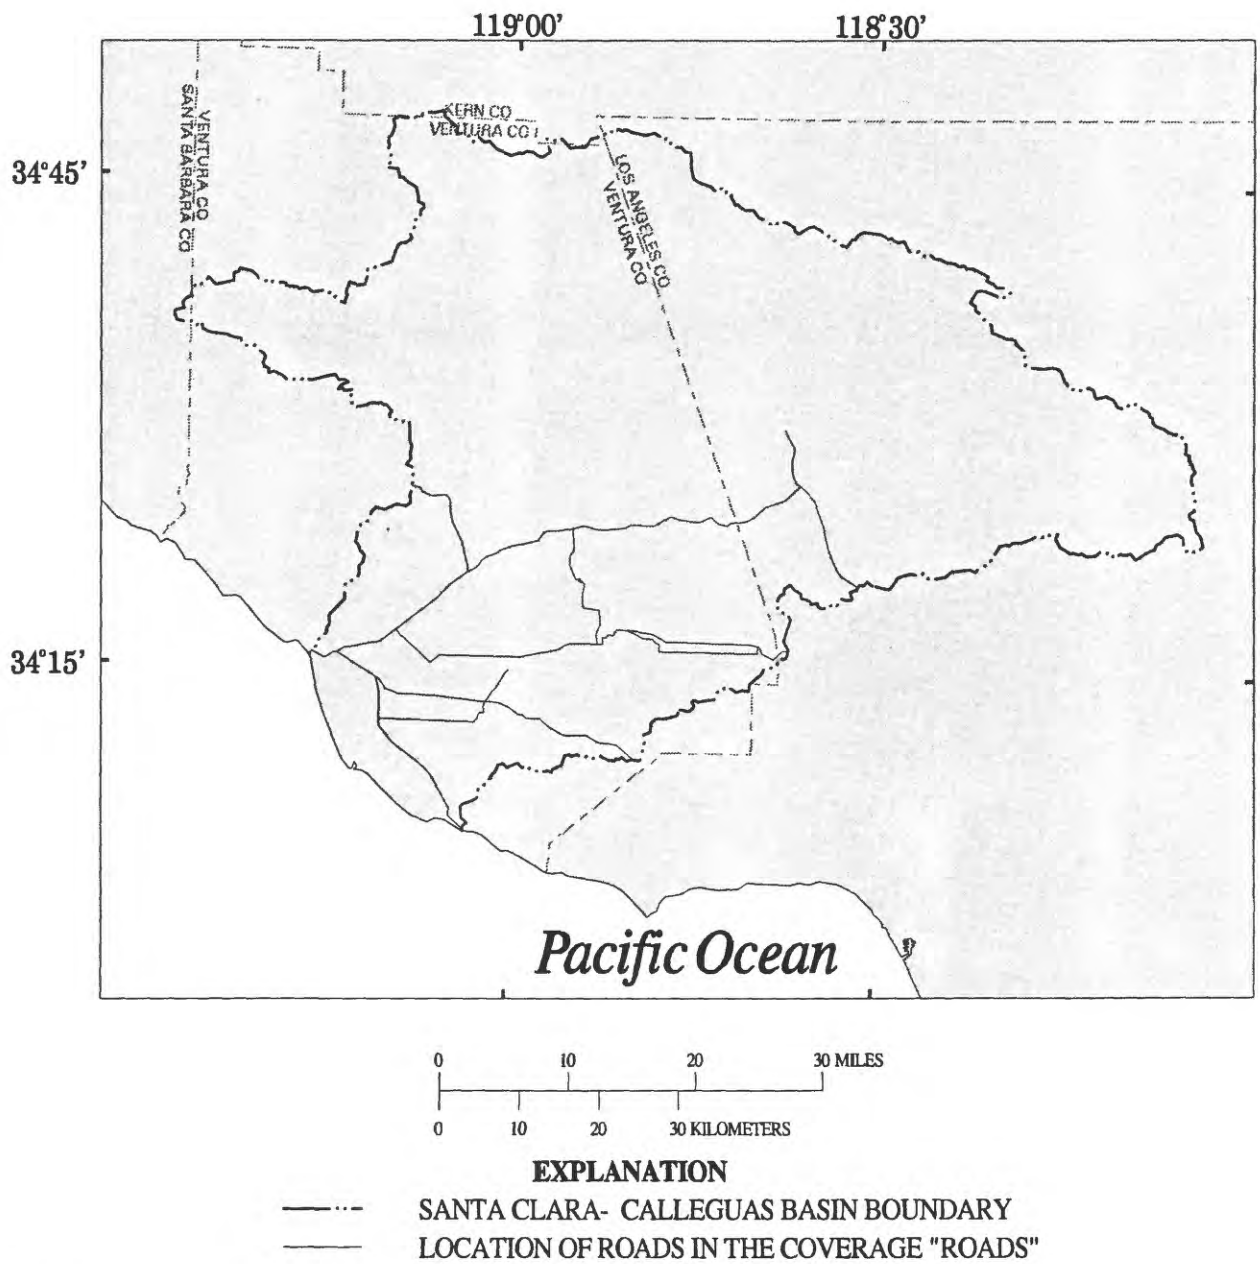 119°00' 118°30'
KERN CO
VENTURA CO
VENTURA CO
SANTA BARBARA CO
34°45'
LOS ANGELES CO
VENTURA CO
34°15'
Pacific Ocean
0 10 20 30 MILES
0 10 20 30 KILOMETERS
EXPLANATION
SANTA CLARA- CALLEGUAS BASIN BOUNDARY
LOCATION OF ROADS IN THE COVERAGE "ROADS"